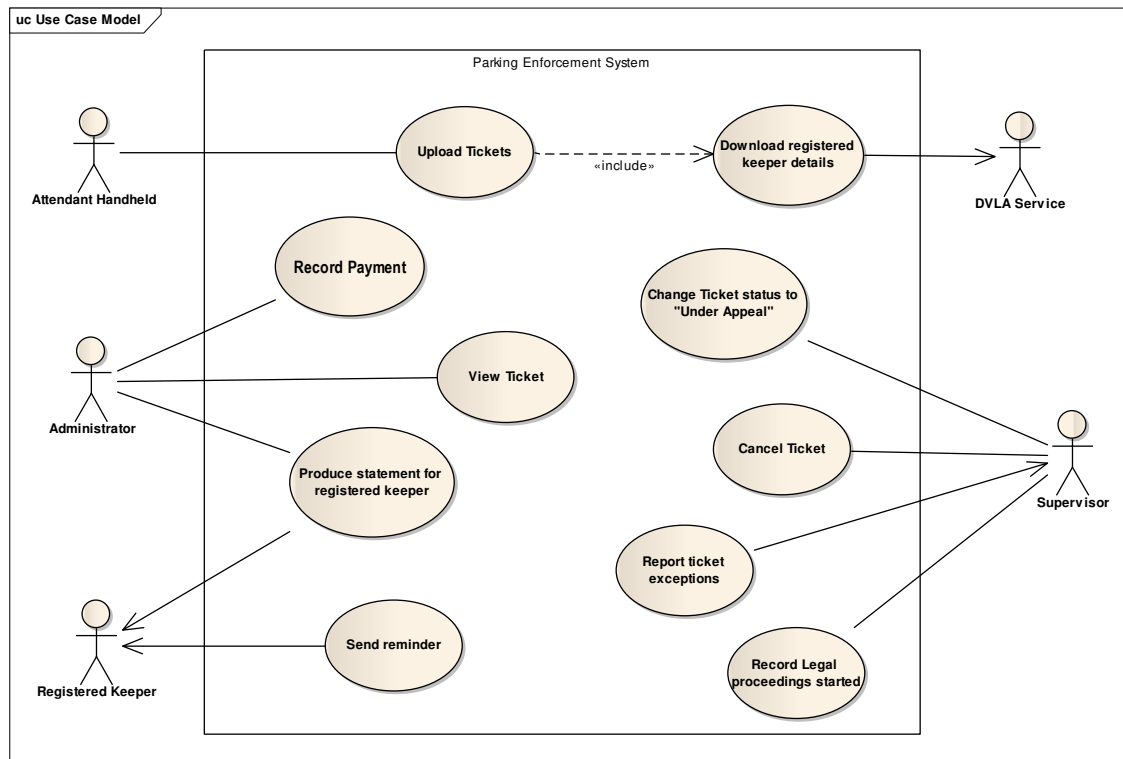 uc Use Case Model
Parking Enforcement System
Attendant Handheld
Upload Tickets
«include»
Download registered
keeper details
DVLA Service
Record Payment
Change Ticket status to
"Under Appeal"
Administrator
View Ticket
Cancel Ticket
Supervisor
Produce statement for
registered keeper
Report ticket
exceptions
Registered Keeper
Send reminder
Record Legal
proceedings started